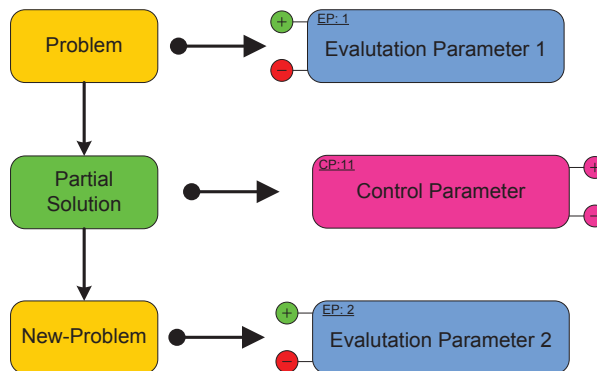 Problem
EP: 1
+
Evalutation Parameter 1
−
Partial
Solution
CP:11
Control Parameter
+
−
New-Problem
EP: 2
+
Evalutation Parameter 2
−